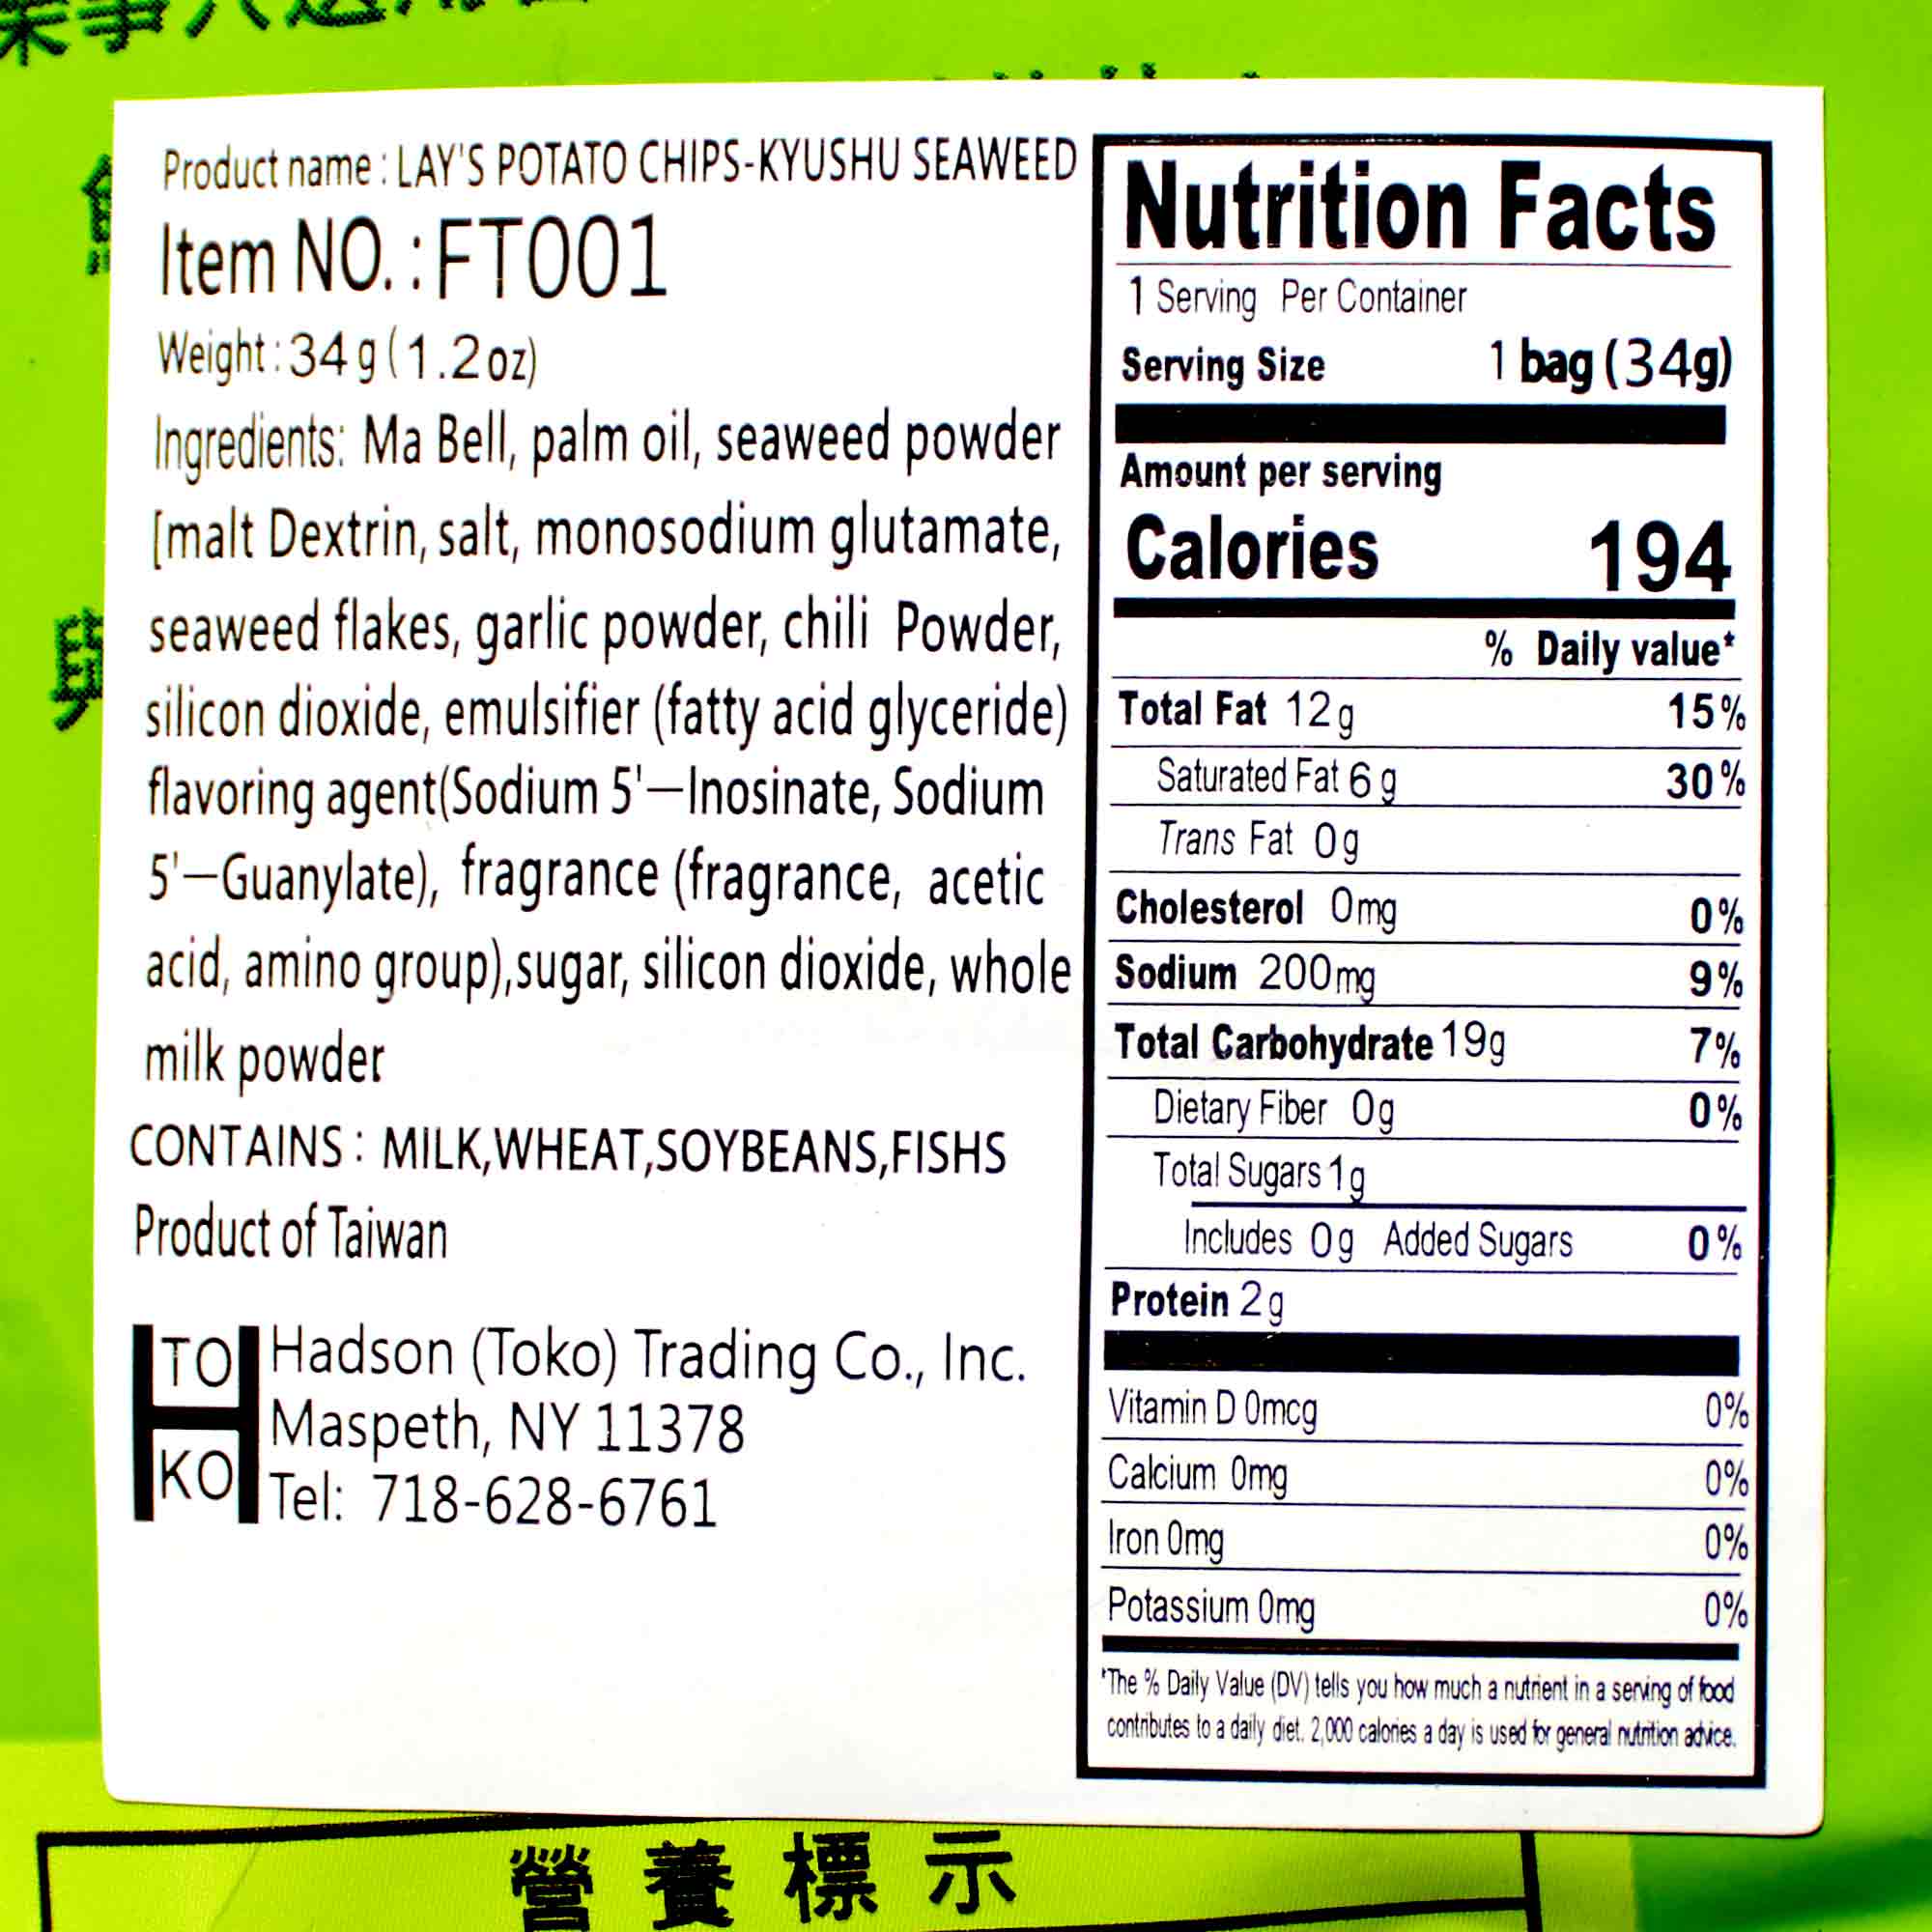 Product name : LAY'S POTATO CHIPS-KYUSHU SEAWEED
Item NO. : FT001
Weight : 34 g (1.2 oz)
Ingredients: Ma Bell, palm oil, seaweed powder
[malt Dextrin, salt, monosodium glutamate,
seaweed flakes, garlic powder, chili Powder,
silicon dioxide, emulsifier (fatty acid glyceride)
flavoring agent(Sodium 5'—Inosinate, Sodium
5'—Guanylate), fragrance (fragrance, acetic
acid, amino group),sugar, silicon dioxide, whole
milk powder
CONTAINS : MILK,WHEAT,SOYBEANS,FISHS
Product of Taiwan
TO
KO
Hadson (Toko) Trading Co., Inc.
Maspeth, NY 11378
Tel: 718-628-6761
Nutrition Facts
1 Serving Per Container
Serving Size 1 bag (34g)
Amount per serving
Calories 194
% Daily value*
Total Fat 12g 15%
Saturated Fat 6 g 30%
Trans Fat 0g
Cholesterol 0mg 0%
Sodium 200mg 9%
Total Carbohydrate 19g 7%
Dietary Fiber 0g 0%
Total Sugars 1g
Includes 0g Added Sugars 0%
Protein 2g
Vitamin D 0mcg 0%
Calcium 0mg 0%
Iron 0mg 0%
Potassium 0mg 0%
*The % Daily Value (DV) tells you how much a nutrient in a serving of food
contributes to a daily diet. 2,000 calories a day is used for general nutrition advice.
營養標示